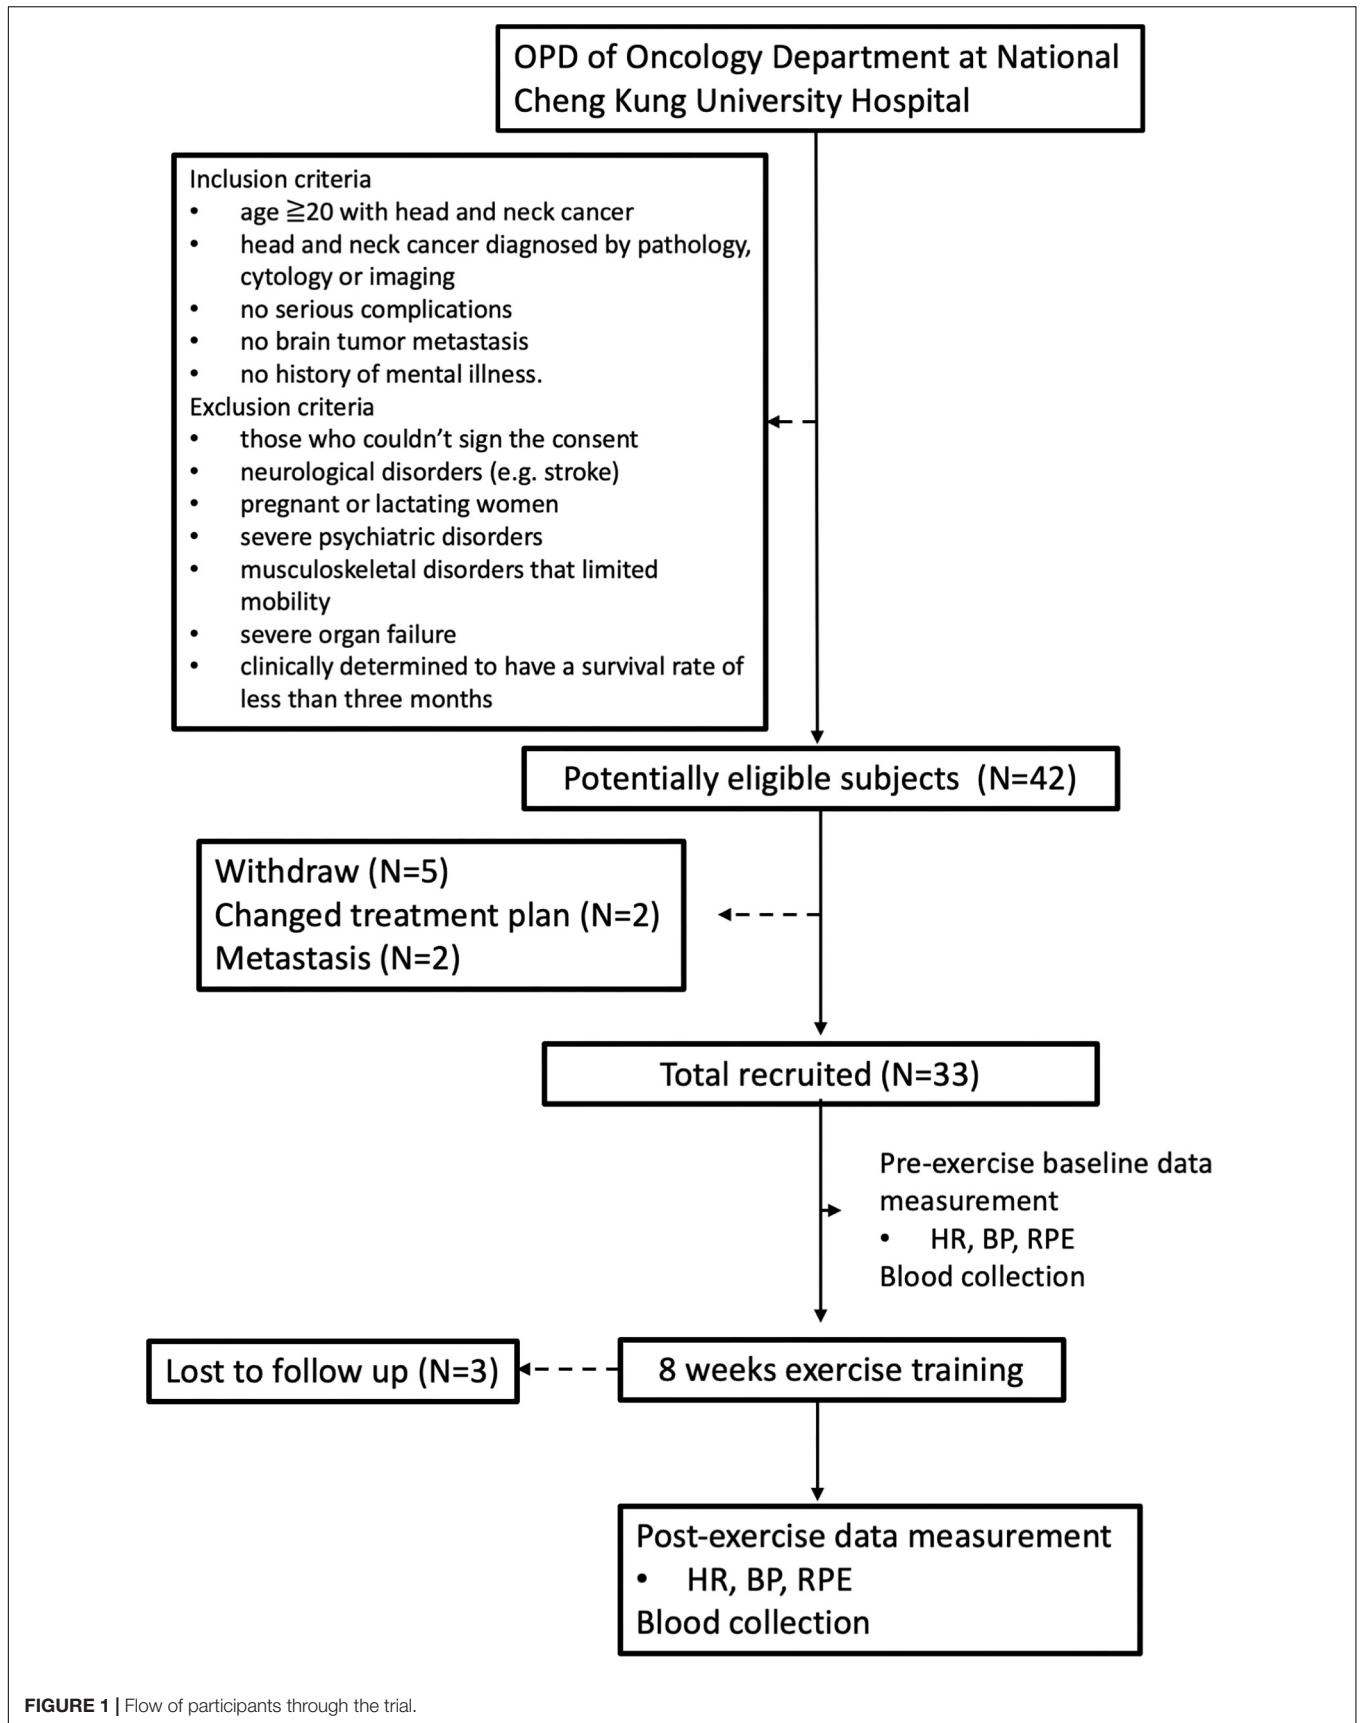 OPD of Oncology Department at National
Cheng Kung University Hospital
Inclusion criteria
• age ≧20 with head and neck cancer
• head and neck cancer diagnosed by pathology,
cytology or imaging
• no serious complications
• no brain tumor metastasis
• no history of mental illness.
Exclusion criteria
• those who couldn’t sign the consent
• neurological disorders (e.g. stroke)
• pregnant or lactating women
• severe psychiatric disorders
• musculoskeletal disorders that limited
mobility
• severe organ failure
• clinically determined to have a survival rate of
less than three months
Potentially eligible subjects (N=42)
Withdraw (N=5)
Changed treatment plan (N=2)
Metastasis (N=2)
Total recruited (N=33)
Pre-exercise baseline data
measurement
• HR, BP, RPE
Blood collection
Lost to follow up (N=3)
8 weeks exercise training
Post-exercise data measurement
• HR, BP, RPE
Blood collection
FIGURE 1 | Flow of participants through the trial.